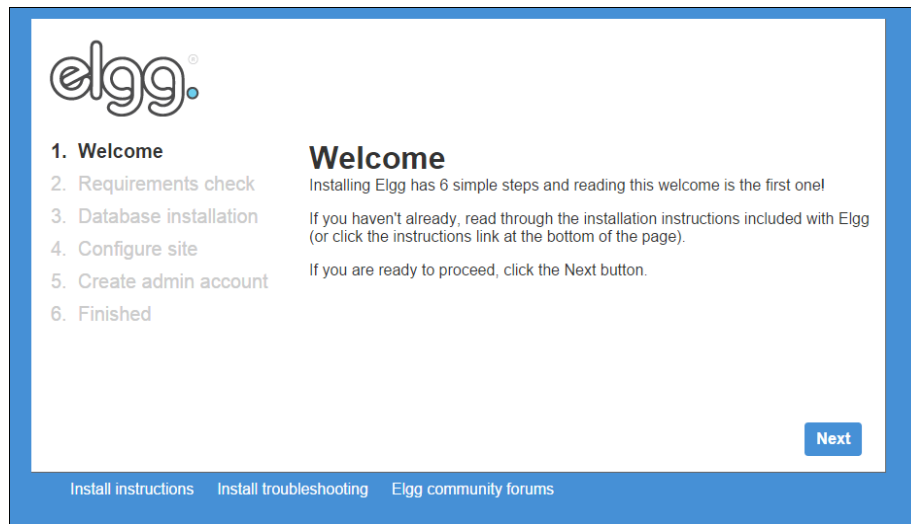 elgg.®
1. Welcome
2. Requirements check
3. Database installation
4. Configure site
5. Create admin account
6. Finished
Welcome
Installing Elgg has 6 simple steps and reading this welcome is the first one!
If you haven't already, read through the installation instructions included with Elgg
(or click the instructions link at the bottom of the page).
If you are ready to proceed, click the Next button.
Next
Install instructions Install troubleshooting Elgg community forums